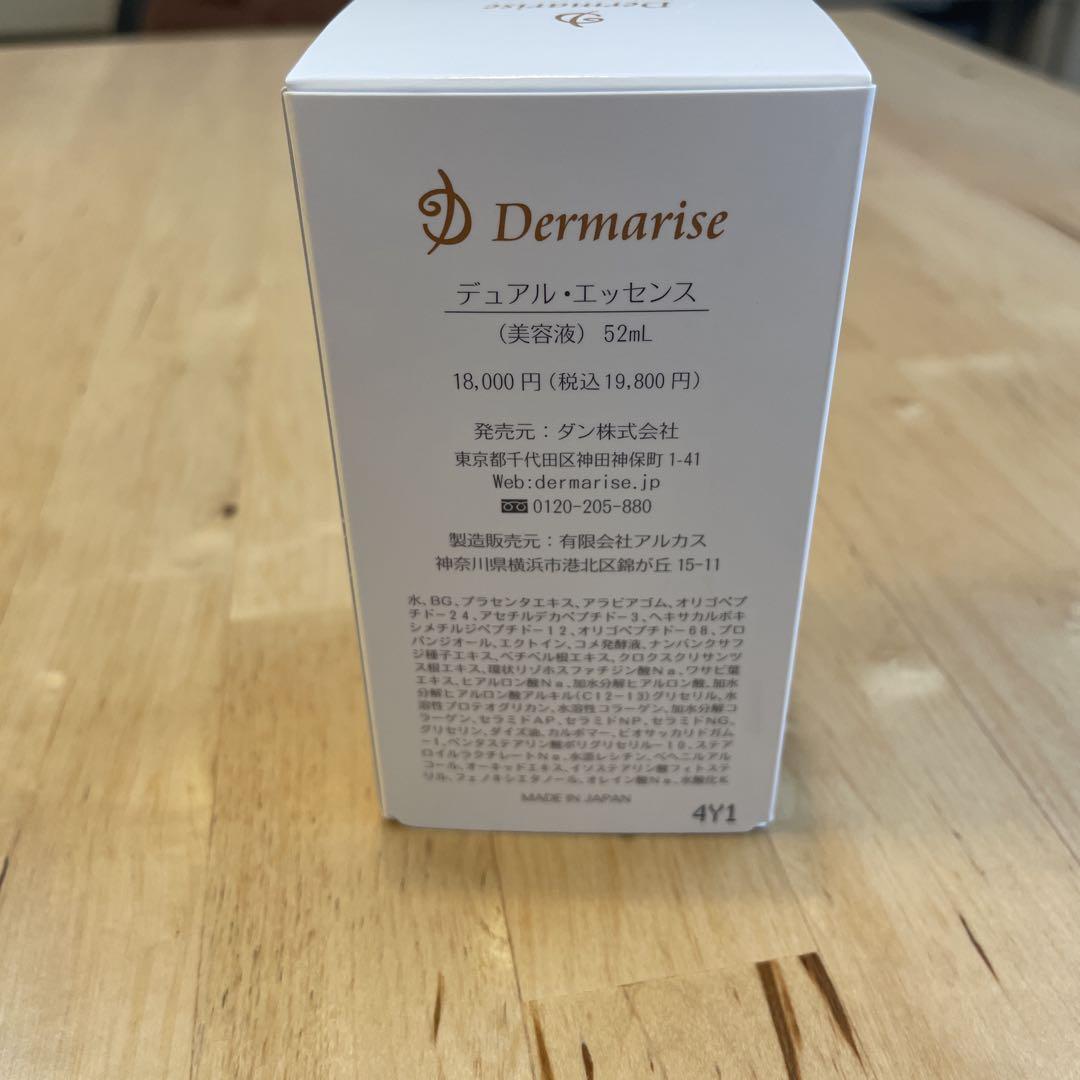 Dermarise
Dermarise
デュアル・エッセンス
（美容液） 52mL
18,000 円（税込 19,800 円）
発売元：ダン株式会社
東京都千代田区神田神保町 1-41
Web:dermarise.jp
0120-205-880
製造販売元：有限会社アルカス
神奈川県横浜市港北区錦が丘 15-11
水、BG、プラセンタエキス、アラビアゴム、オリゴペプ
チド-24、アセチルデカペプチド-3、ヘキサカルボキ
シメチルジペプチド-12、オリゴペプチド-68、プロ
パンジオール、エクトイン、コメ発酵液、ナンバンクサフ
ジ種子エキス、ベチベル根エキス、クロクスクリサンツ
ス根エキス、環状リゾホスファチジン酸Na、ワサビ葉
エキス、ヒアルロン酸Na、加水分解ヒアルロン酸、加水
分解ヒアルロン酸アルキル(C12-13)グリセリル、水
溶性プロテオグリカン、水溶性コラーゲン、加水分解コ
ラーゲン、セラミドAP、セラミドNP、セラミドNG、
グリセリン、ダイズ油、カルボマー、ビオサッカリドガム
-1、ペンタステアリン酸ポリグリセリル-10、ステア
ロイルラクチレートNa、水添レシチン、ベヘニルアル
コール、オーキッドエキス、イソステアリン酸フィトステ
リル、フェノキシエタノール、オレイン酸Na、水酸化K
MADE IN JAPAN
4Y1